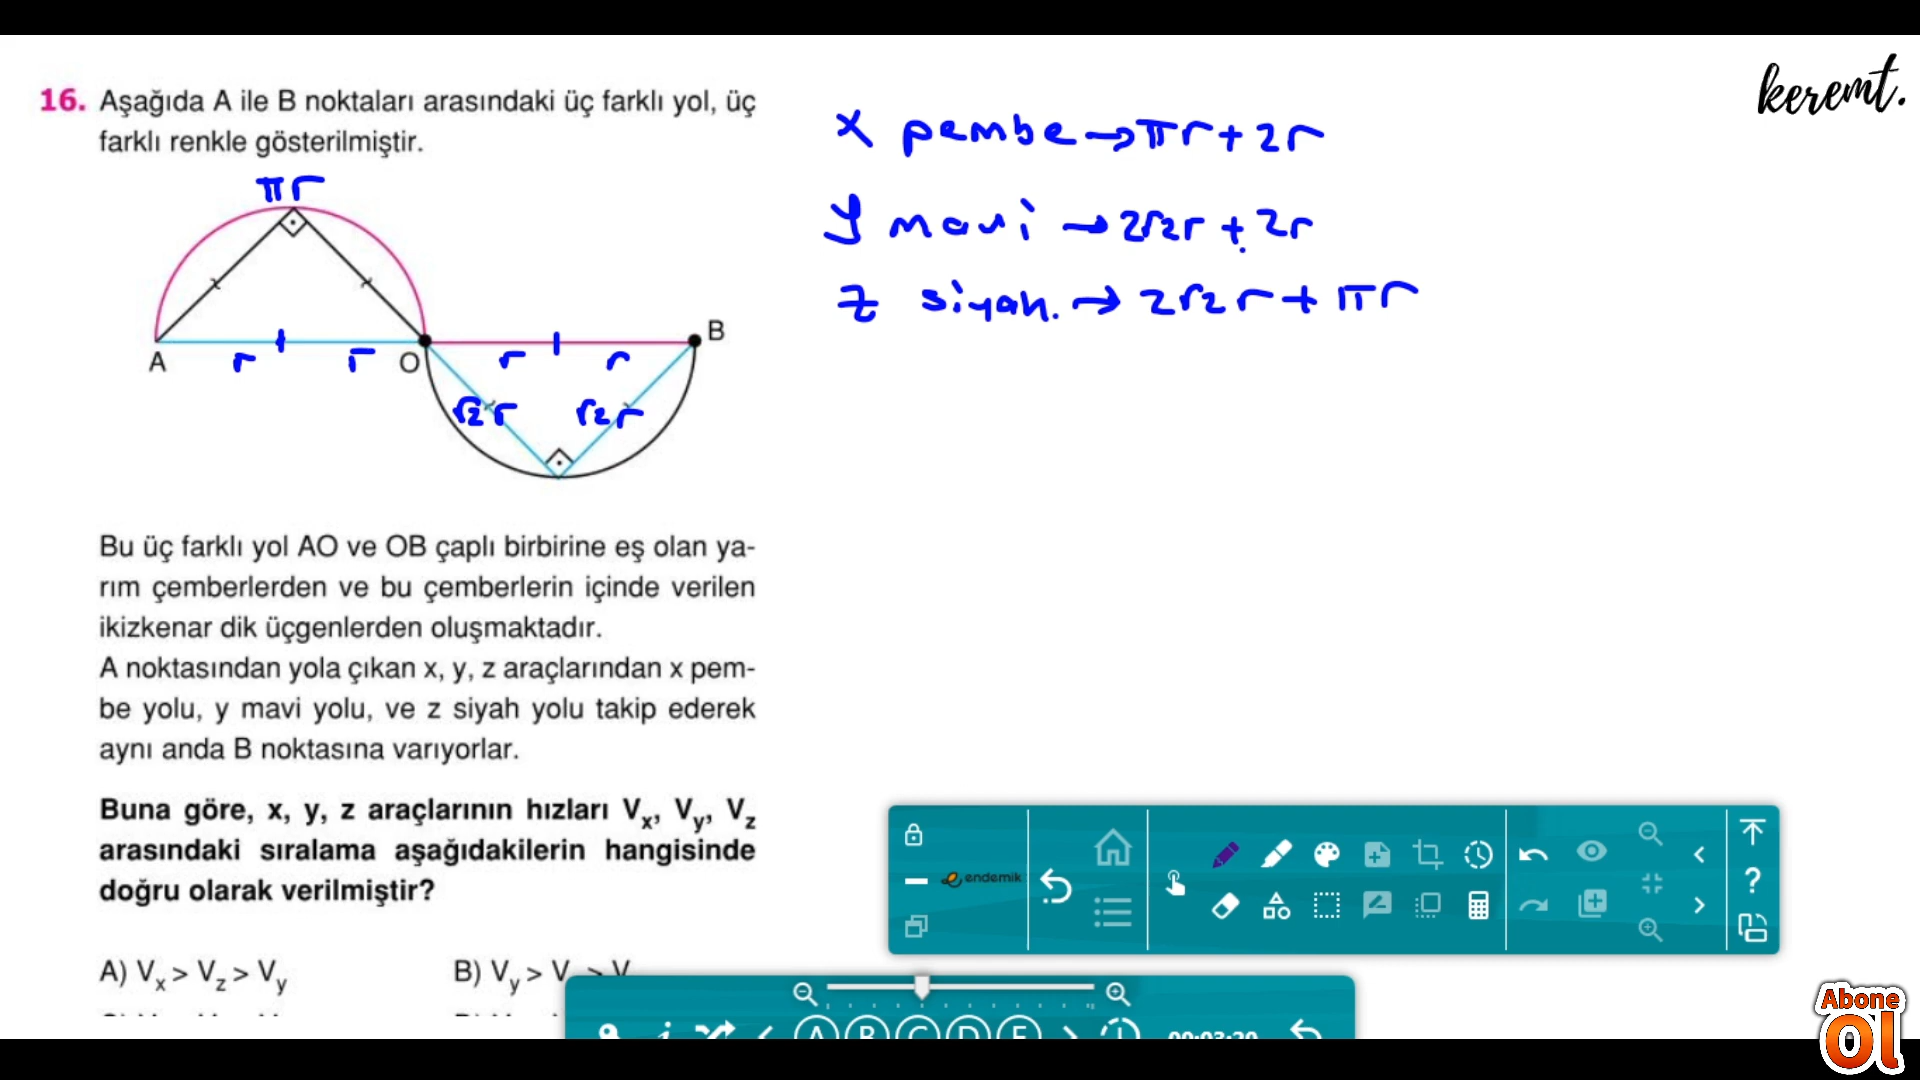 keremt.
16. Aşağıda A ile B noktaları arasındaki üç farklı yol, üç
farklı renkle gösterilmiştir.
πr
A
r
r
O
r
r
B
√2r
√2r
x pembe → πr + 2r
y mavi → 2√2r + 2r
z siyah. → 2√2r + πr
Bu üç farklı yol AO ve OB çaplı birbirine eş olan ya-
rım çemberlerden ve bu çemberlerin içinde verilen
ikizkenar dik üçgenlerden oluşmaktadır.
A noktasından yola çıkan x, y, z araçlarından x pem-
be yolu, y mavi yolu, ve z siyah yolu takip ederek
aynı anda B noktasına varıyorlar.
Buna göre, x, y, z araçlarının hızları Vx, Vy, Vz
arasındaki sıralama aşağıdakilerin hangisinde
doğru olarak verilmiştir?
A) Vx > Vz > Vy
B) Vy > V > V
endemik
?
A B C D E
Abone
Ol